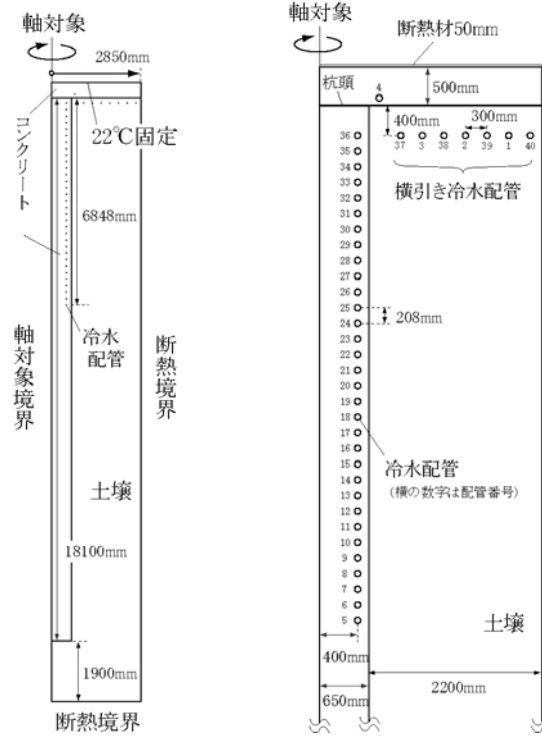 軸対象
2850mm
22℃固定
コンクリート
6848mm
冷水
配管
軸対象境界
断熱境界
土壌
18100mm
1900mm
断熱境界
軸対象
断熱材50mm
500mm
杭頭
4
400mm
300mm
36
37 3 38 2 39 1 40
35
横引き冷水配管
34
33
32
31
30
29
28
27
26
25
24
208mm
23
22
21
20
19
18
17
16
冷水配管
(横の数字は配管番号)
15
14
13
12
11
10
9
8
7
6
5
土壌
400mm
650mm
2200mm